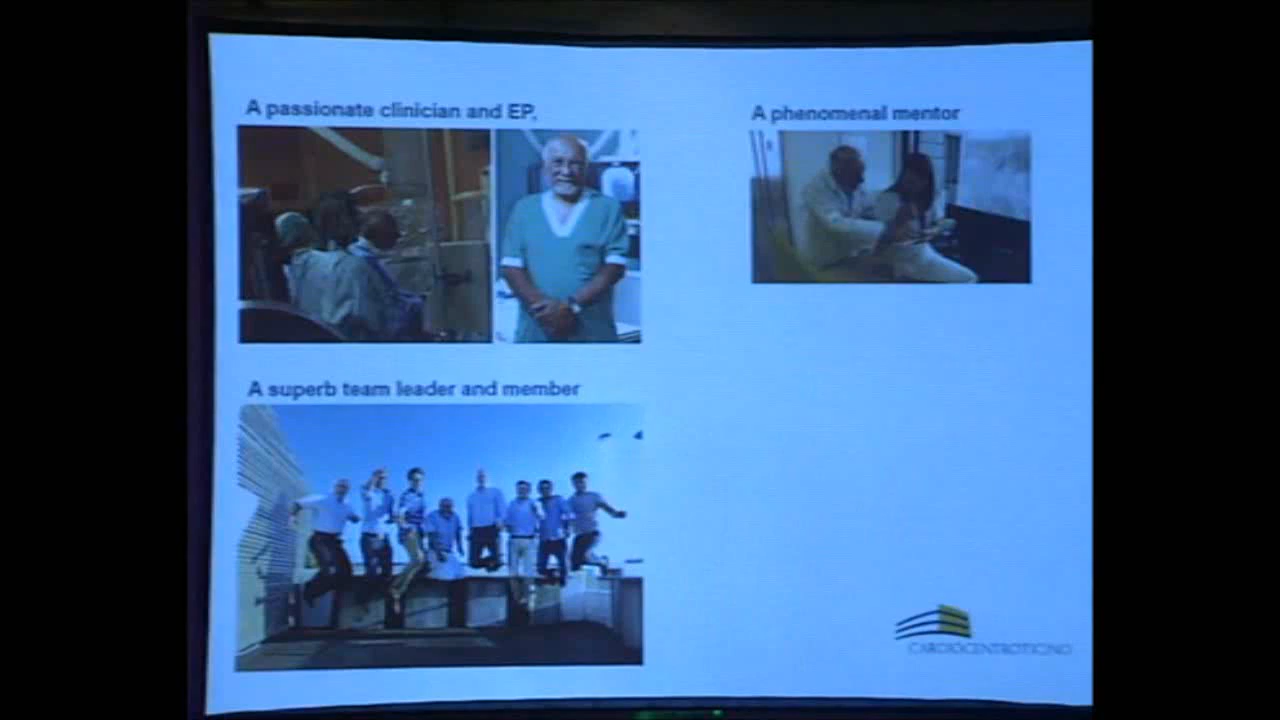 A passionate clinician and EP,
A phenomenal mentor
A superb team leader and member
CARDIOCENTROTICINO